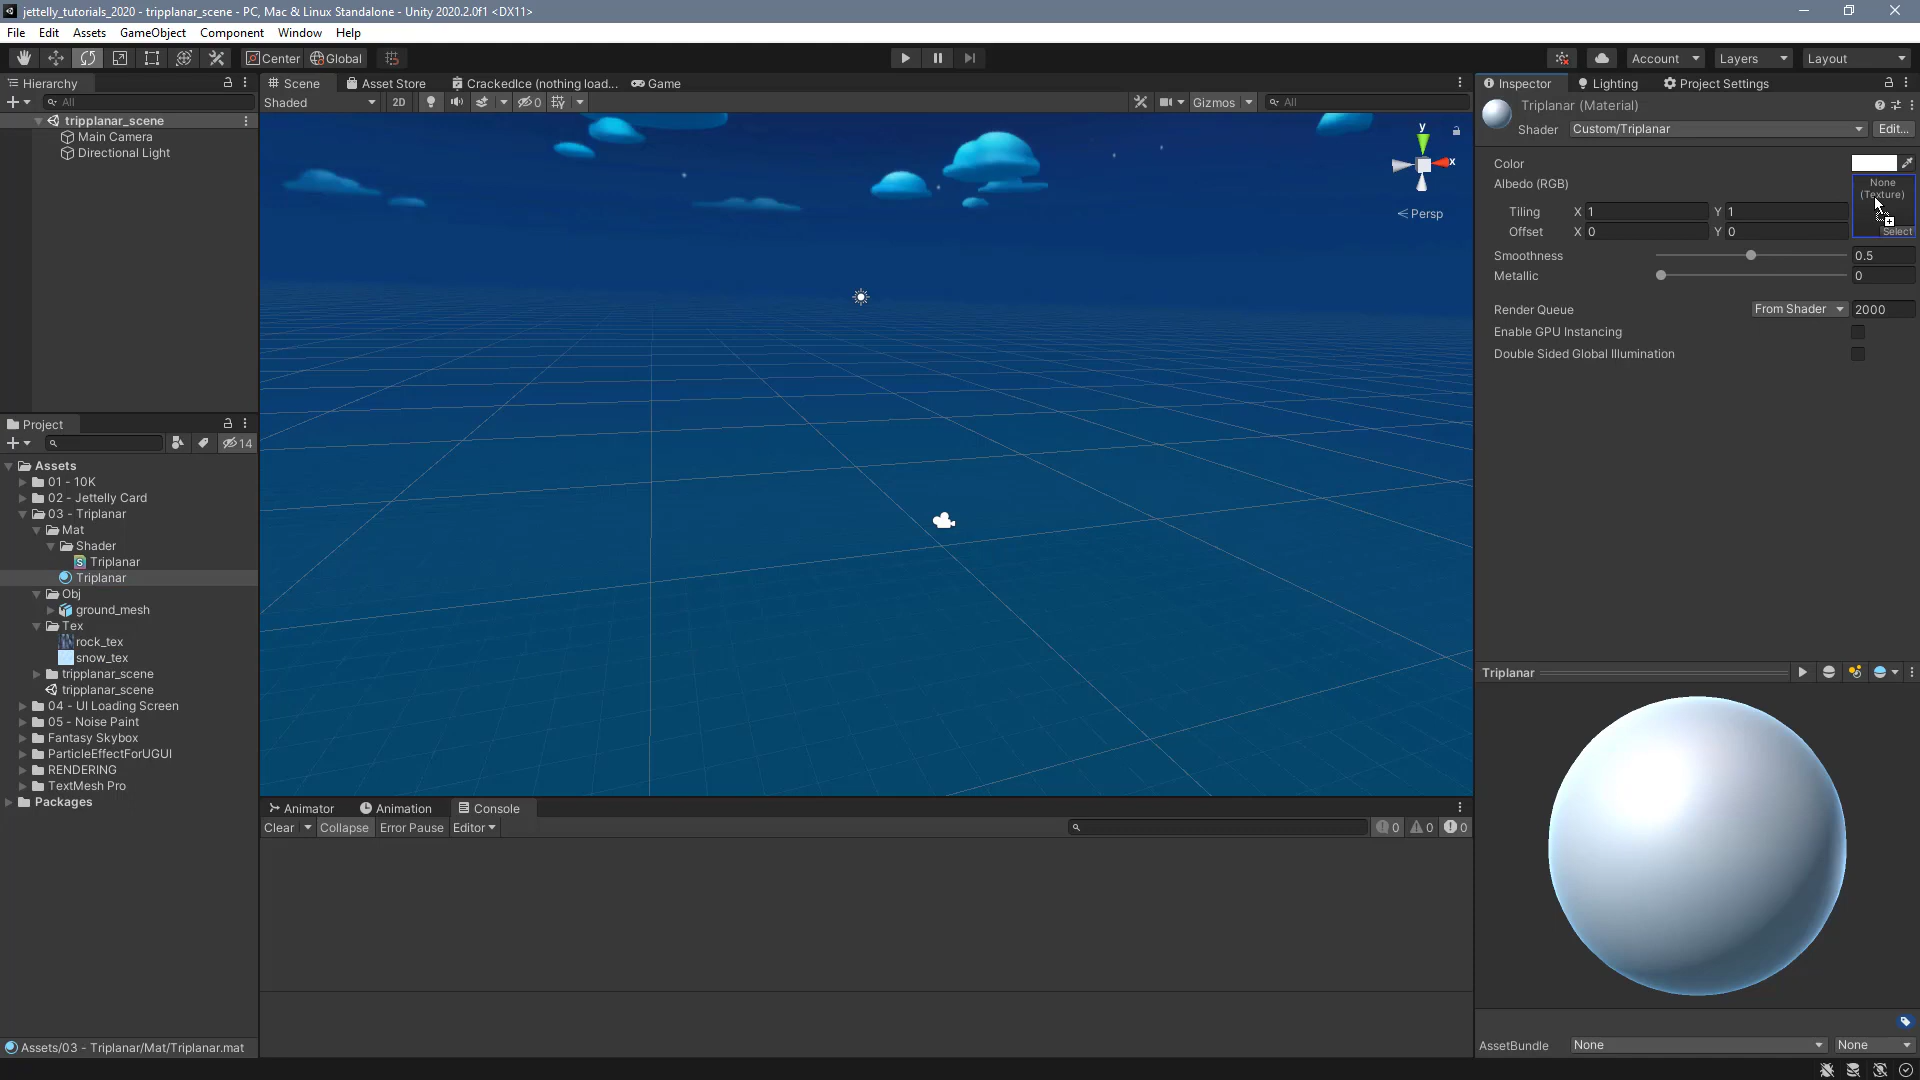 jettelly_tutorials_2020 - tripplanar_scene - PC, Mac & Linux Standalone - Unity 2020.2.0f1 <DX11>
File Edit Assets GameObject Component Window Help
Center Global Account Layers Layout
Hierarchy
All
tripplanar_scene
Main Camera
Directional Light
Scene Asset Store CrackedIce (nothing load... Game
Shaded 2D 0 Gizmos All
y
x
Persp
Inspector Lighting Project Settings
Triplanar (Material)
Shader Custom/Triplanar Edit...
Color
Albedo (RGB) None
(Texture)
Tiling X 1 Y 1
Offset X 0 Y 0 Select
Smoothness 0.5
Metallic 0
Render Queue From Shader 2000
Enable GPU Instancing
Double Sided Global Illumination
Project
14
Assets
01 - 10K
02 - Jettelly Card
03 - Triplanar
Mat
Shader
Triplanar
Triplanar
Obj
ground_mesh
Tex
rock_tex
snow_tex
tripplanar_scene
tripplanar_scene
04 - UI Loading Screen
05 - Noise Paint
Fantasy Skybox
ParticleEffectForUGUI
RENDERING
TextMesh Pro
Packages
Assets/03 - Triplanar/Mat/Triplanar.mat
Animator Animation Console
Clear Collapse Error Pause Editor 0 0 0
Triplanar
AssetBundle None None